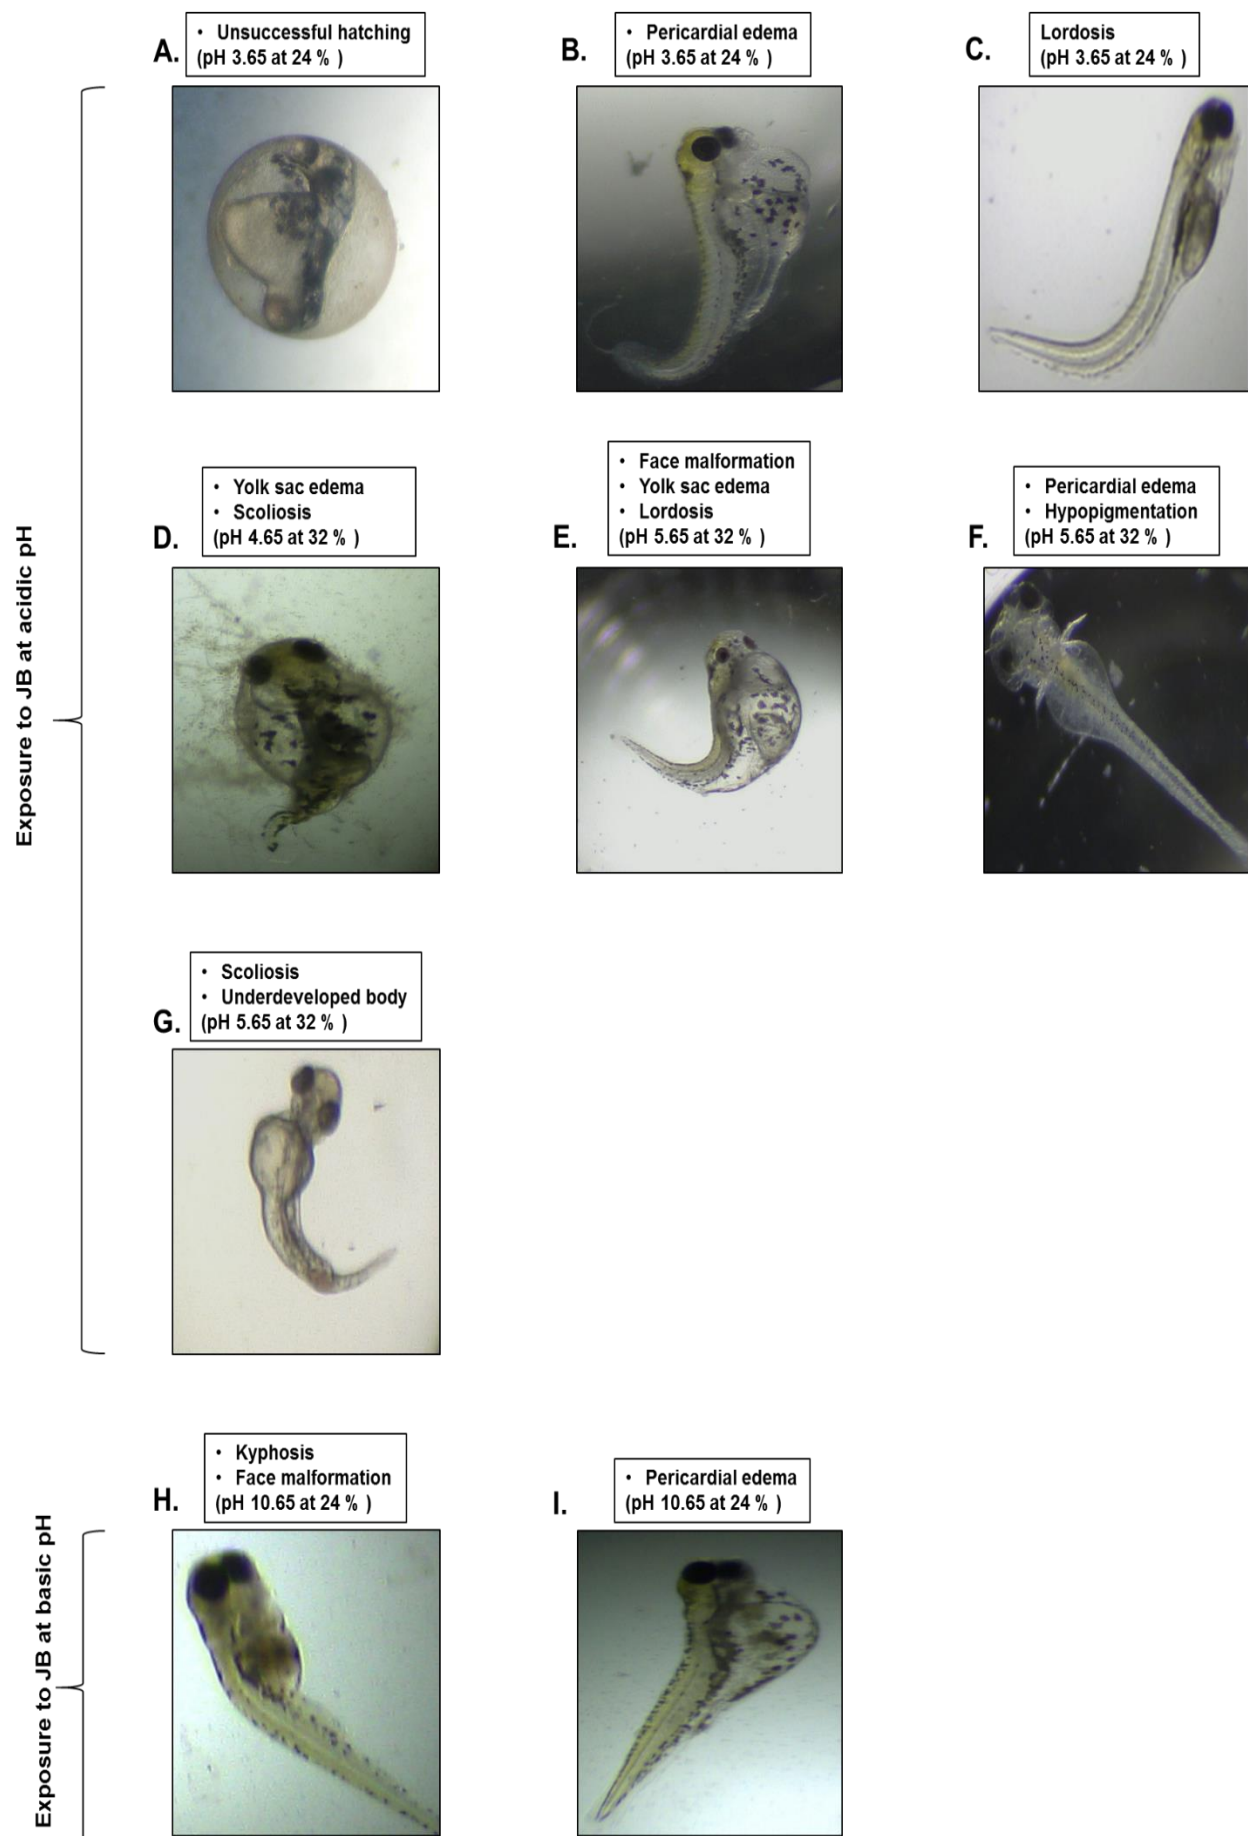 A.
• Unsuccessful hatching
(pH 3.65 at 24 % )
B.
• Pericardial edema
(pH 3.65 at 24 % )
C.
Lordosis
(pH 3.65 at 24 % )
Exposure to JB at acidic pH
D.
• Yolk sac edema
• Scoliosis
(pH 4.65 at 32 % )
E.
• Face malformation
• Yolk sac edema
• Lordosis
(pH 5.65 at 32 % )
F.
• Pericardial edema
• Hypopigmentation
(pH 5.65 at 32 % )
G.
• Scoliosis
• Underdeveloped body
(pH 5.65 at 32 % )
Exposure to JB at basic pH
H.
• Kyphosis
• Face malformation
(pH 10.65 at 24 % )
I.
• Pericardial edema
(pH 10.65 at 24 % )